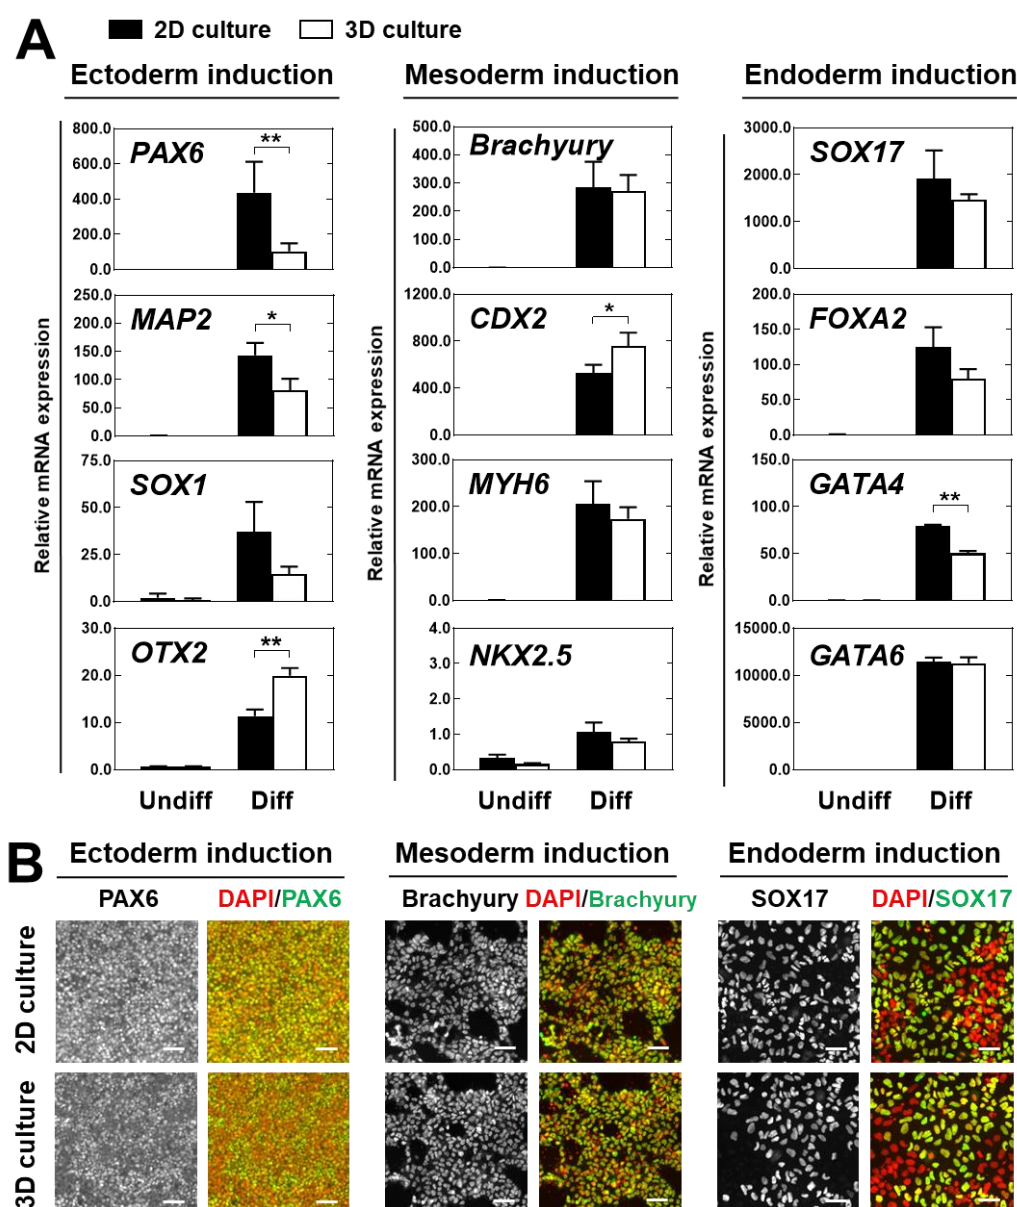 A
2D culture 3D culture
Ectoderm induction Mesoderm induction Endoderm induction
Relative mRNA expression
PAX6
**
800.0
600.0
400.0
200.0
0.0
MAP2
*
250.0
200.0
150.0
100.0
50.0
0.0
SOX1
75.0
50.0
25.0
0.0
OTX2
**
30.0
20.0
10.0
0.0
Undiff Diff
Relative mRNA expression
Brachyury
500.0
400.0
300.0
200.0
100.0
0.0
CDX2
*
1200.0
800.0
400.0
0.0
MYH6
300.0
200.0
100.0
0.0
NKX2.5
4.0
3.0
2.0
1.0
0.0
Undiff Diff
Relative mRNA expression
SOX17
3000.0
2000.0
1000.0
0.0
FOXA2
200.0
150.0
100.0
50.0
0.0
GATA4
**
150.0
100.0
50.0
0.0
GATA6
15000.0
10000.0
5000.0
0.0
Undiff Diff
B
Ectoderm induction Mesoderm induction Endoderm induction
PAX6 DAPI/PAX6 Brachyury DAPI/Brachyury SOX17 DAPI/SOX17
2D culture
3D culture